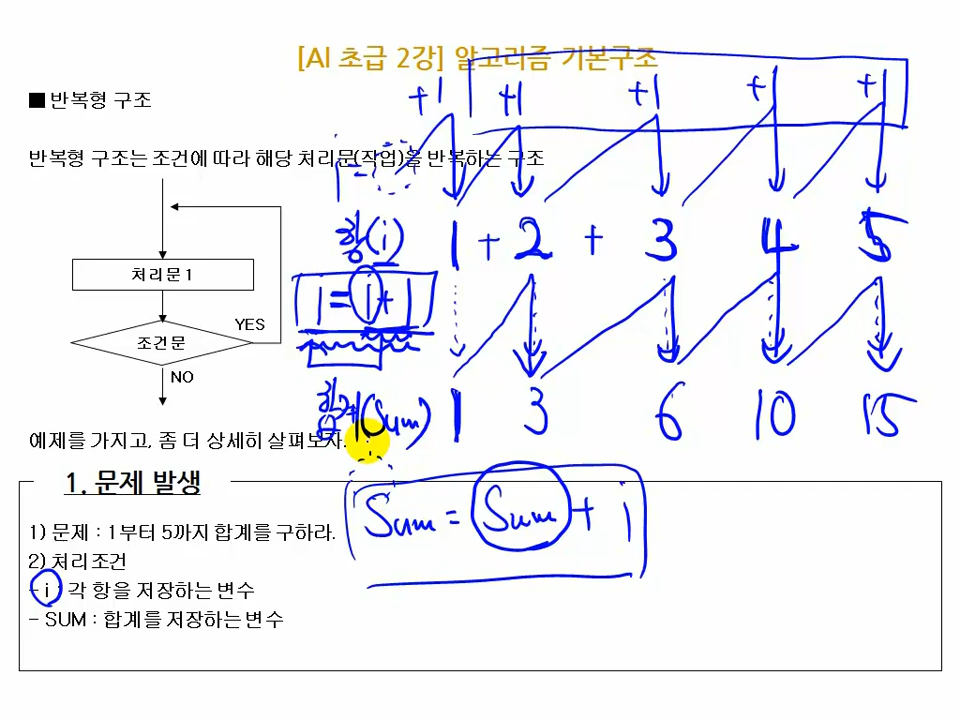 [AI 초급 2강] 알고리즘 기본구조
■ 반복형 구조
+1 +1 +1 +1 +1
반복형 구조는 조건에 따라 해당 처리문(작업)을 반복하는 구조
i =
항(i) 1 + 2 + 3 4 5
처리문1
i = i + 1
YES
조건문
NO
합계(Sum) 1 3 6 10 15
예제를 가지고, 좀 더 상세히 살펴보자.
1. 문제 발생
Sum = Sum + i
1) 문제 : 1부터 5까지 합계를 구하라.
2) 처리조건
- i : 각 항을 저장하는 변수
- SUM : 합계를 저장하는 변수